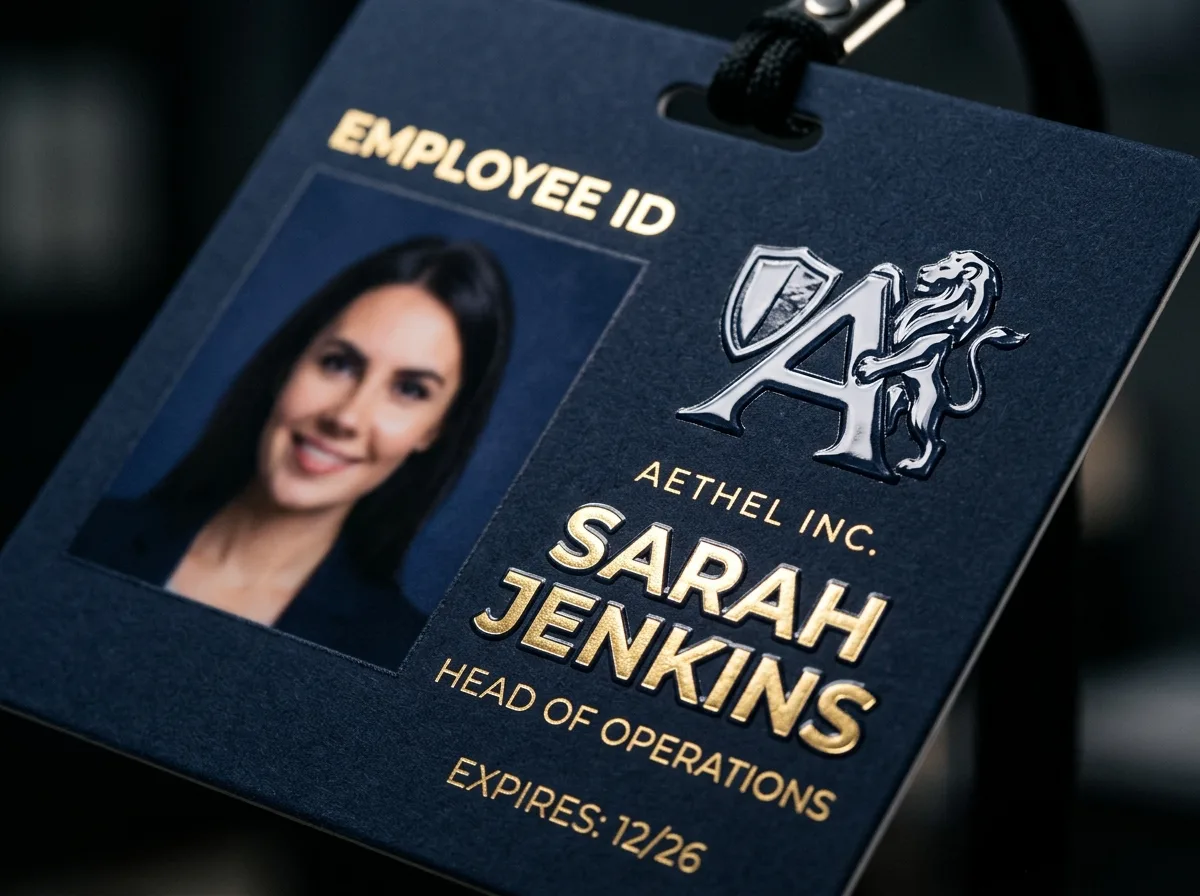 EMPLOYEE ID
A
AETHEL INC.
SARAH
JENKINS
HEAD OF OPERATIONS
EXPIRES: 12/26